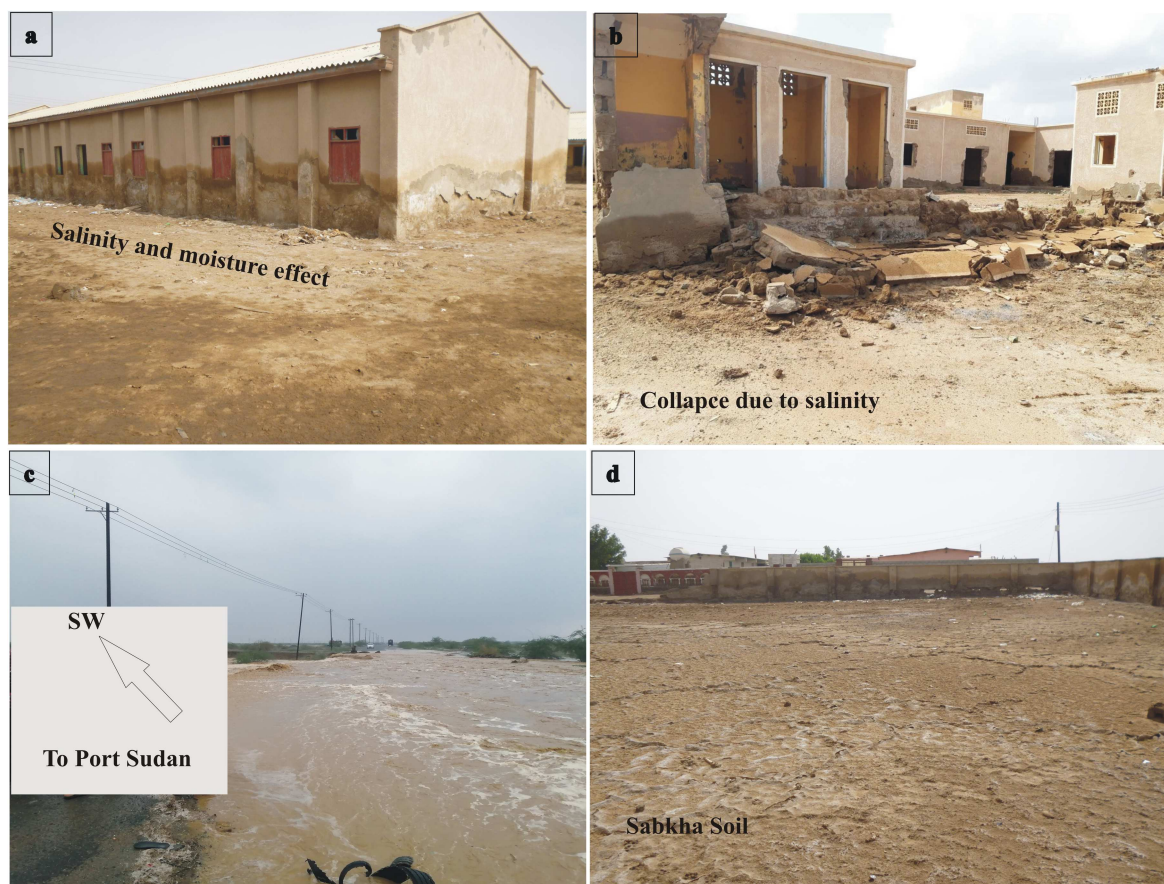 a
Salinity and moisture effect
b
Collapce due to salinity
c
SW
To Port Sudan
d
Sabkha Soil